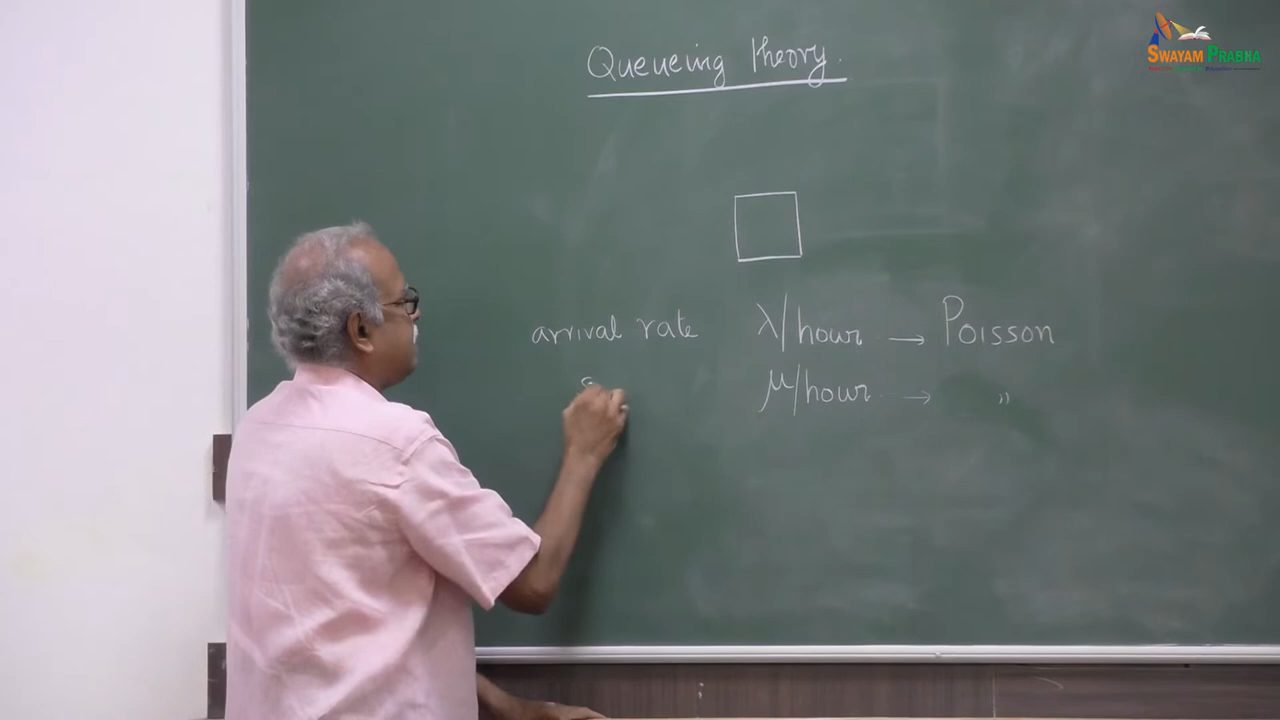 SWAYAM PRABHA
Queueing theory.
arrival rate λ/hour → Poisson
s μ/hour → "